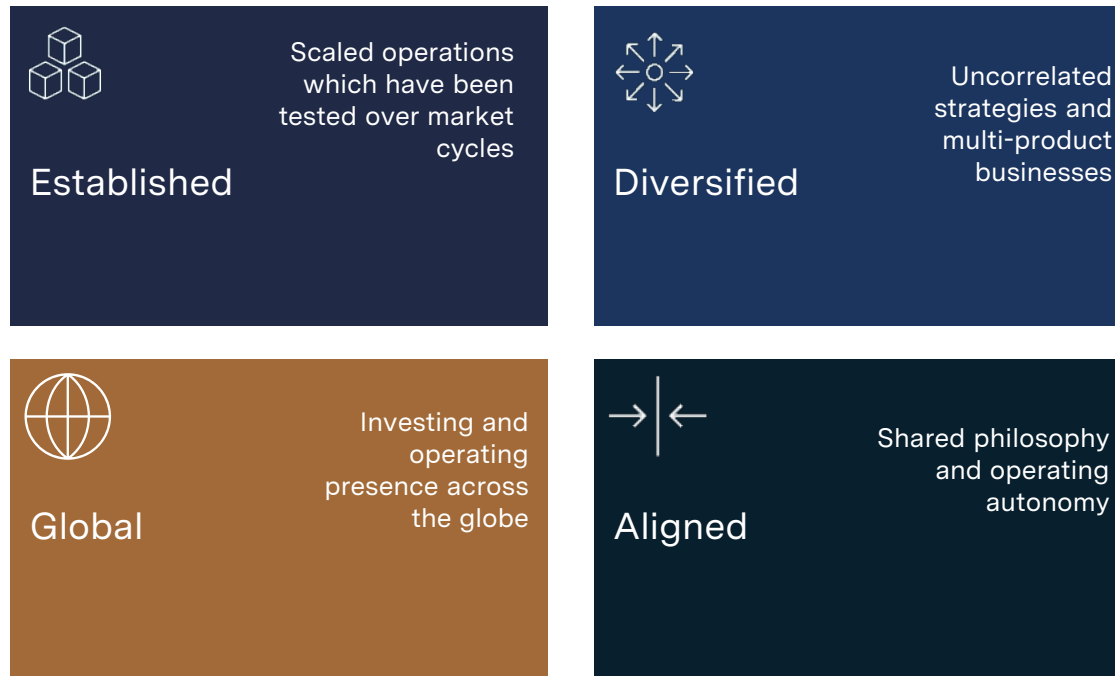 Scaled operations
which have been
tested over market
cycles
Established
Uncorrelated
strategies and
multi-product
businesses
Diversified
Investing and
operating
presence across
the globe
Global
Shared philosophy
and operating
autonomy
Aligned